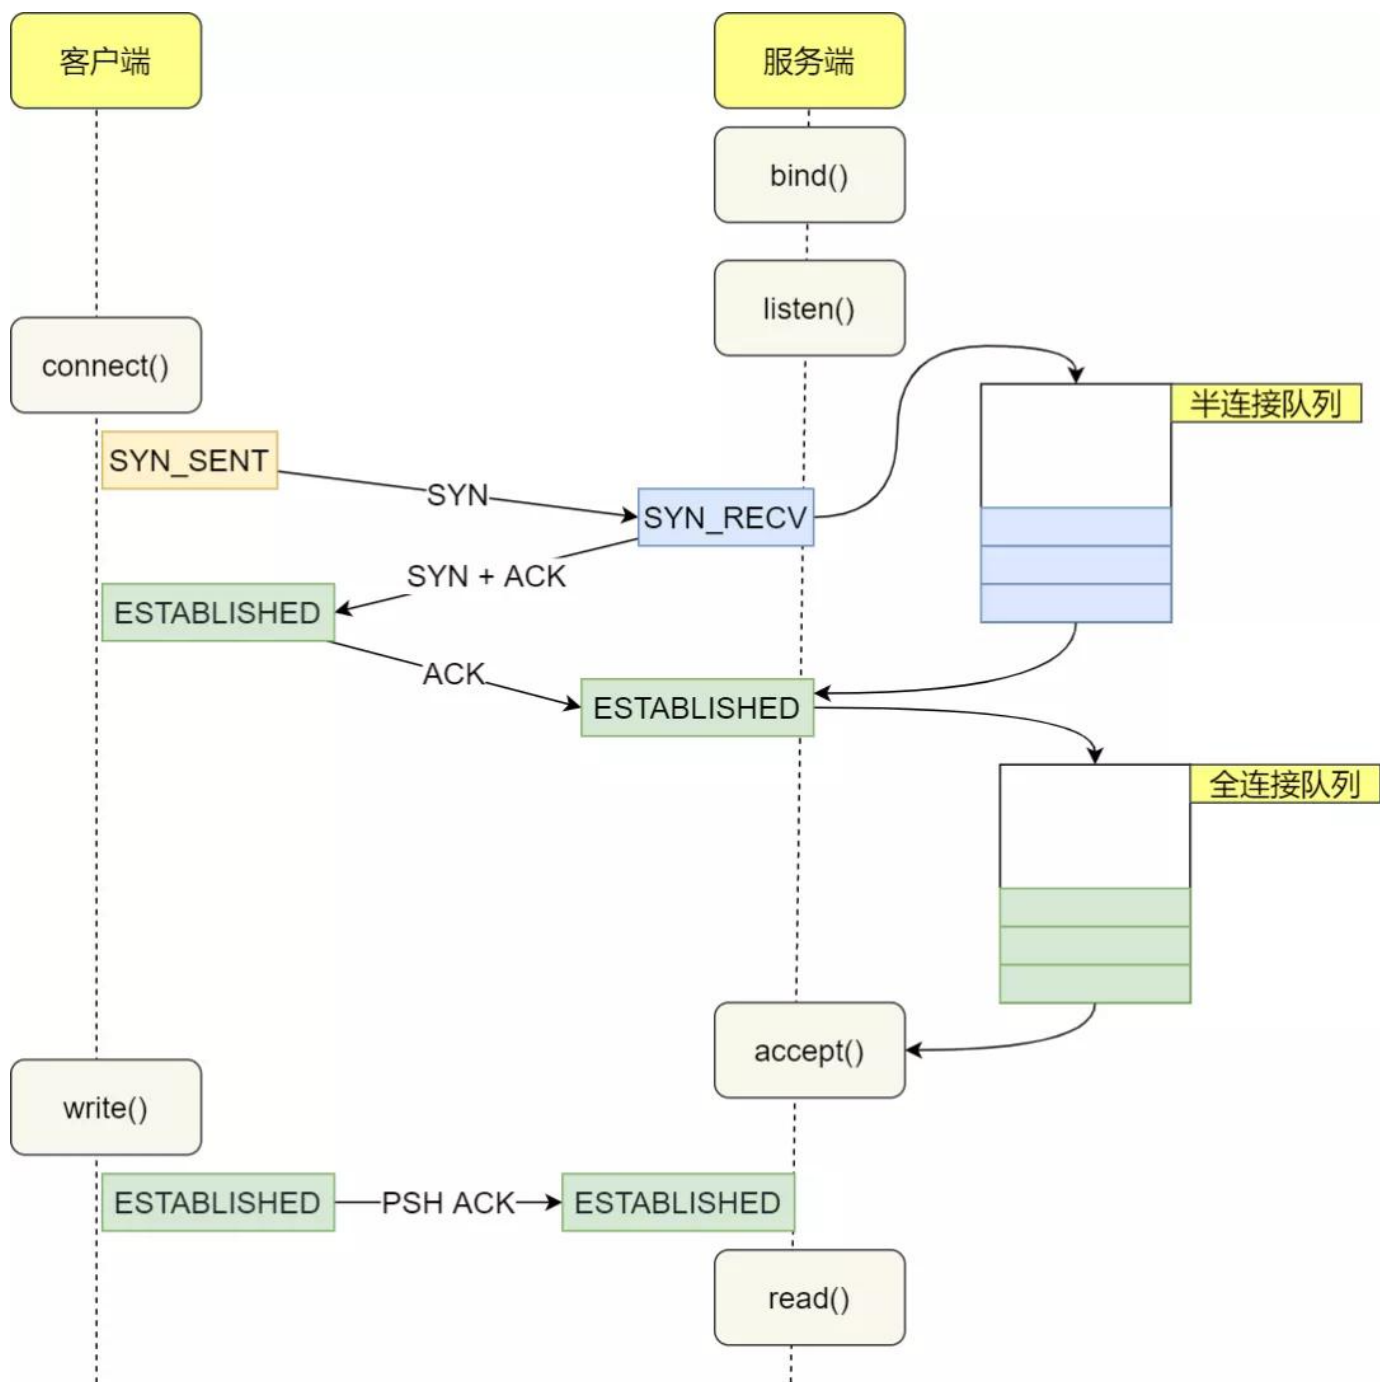 客户端
服务端
bind()
listen()
connect()
半连接队列
SYN_SENT
SYN
SYN_RECV
SYN + ACK
ESTABLISHED
ACK
ESTABLISHED
全连接队列
accept()
write()
ESTABLISHED
PSH ACK
ESTABLISHED
read()